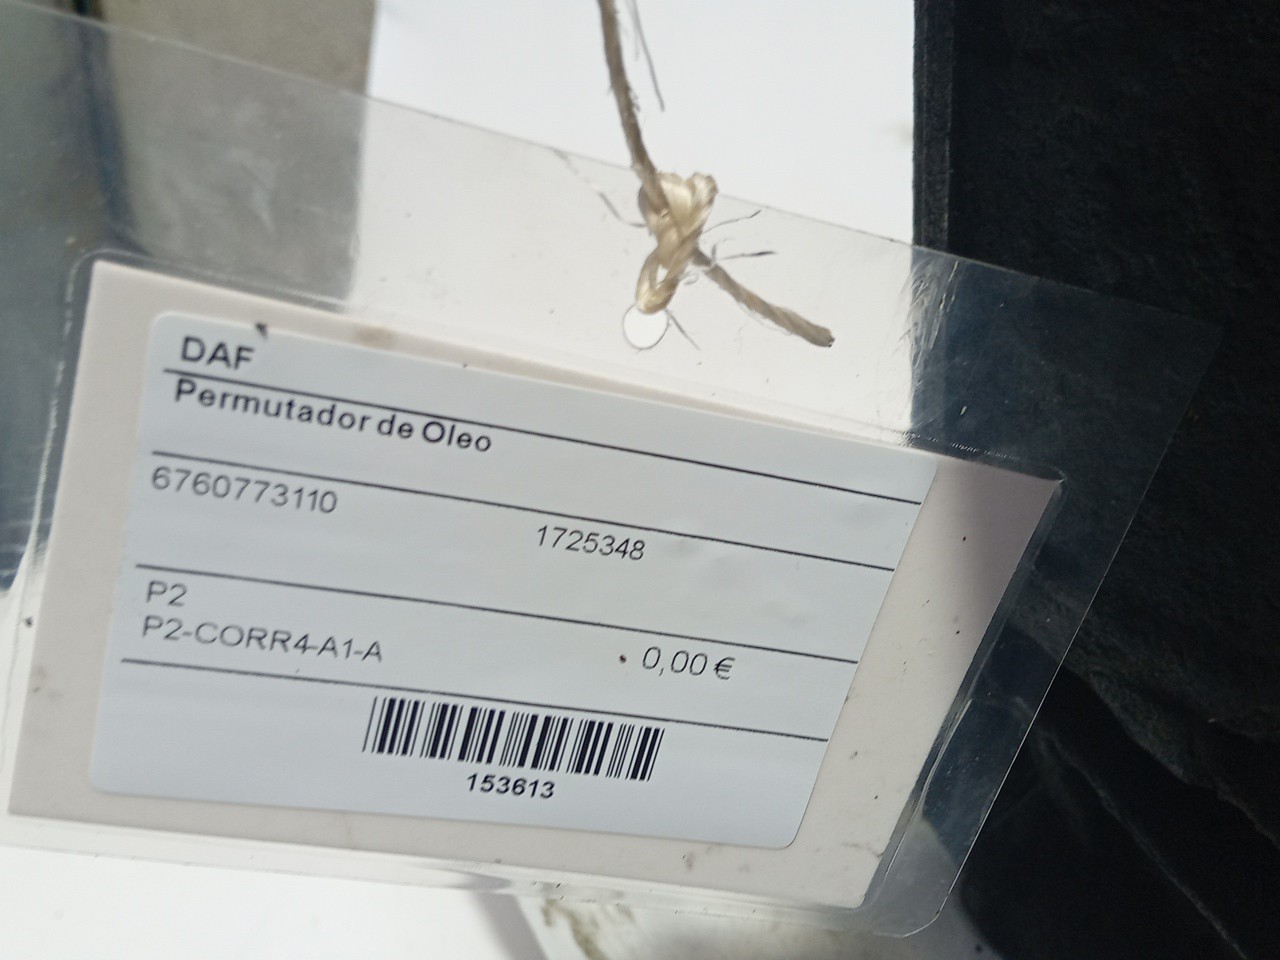 DAF
Permutador de Oleo
6760773110
1725348
P2
P2-CORR4-A1-A
0,00 €
153613